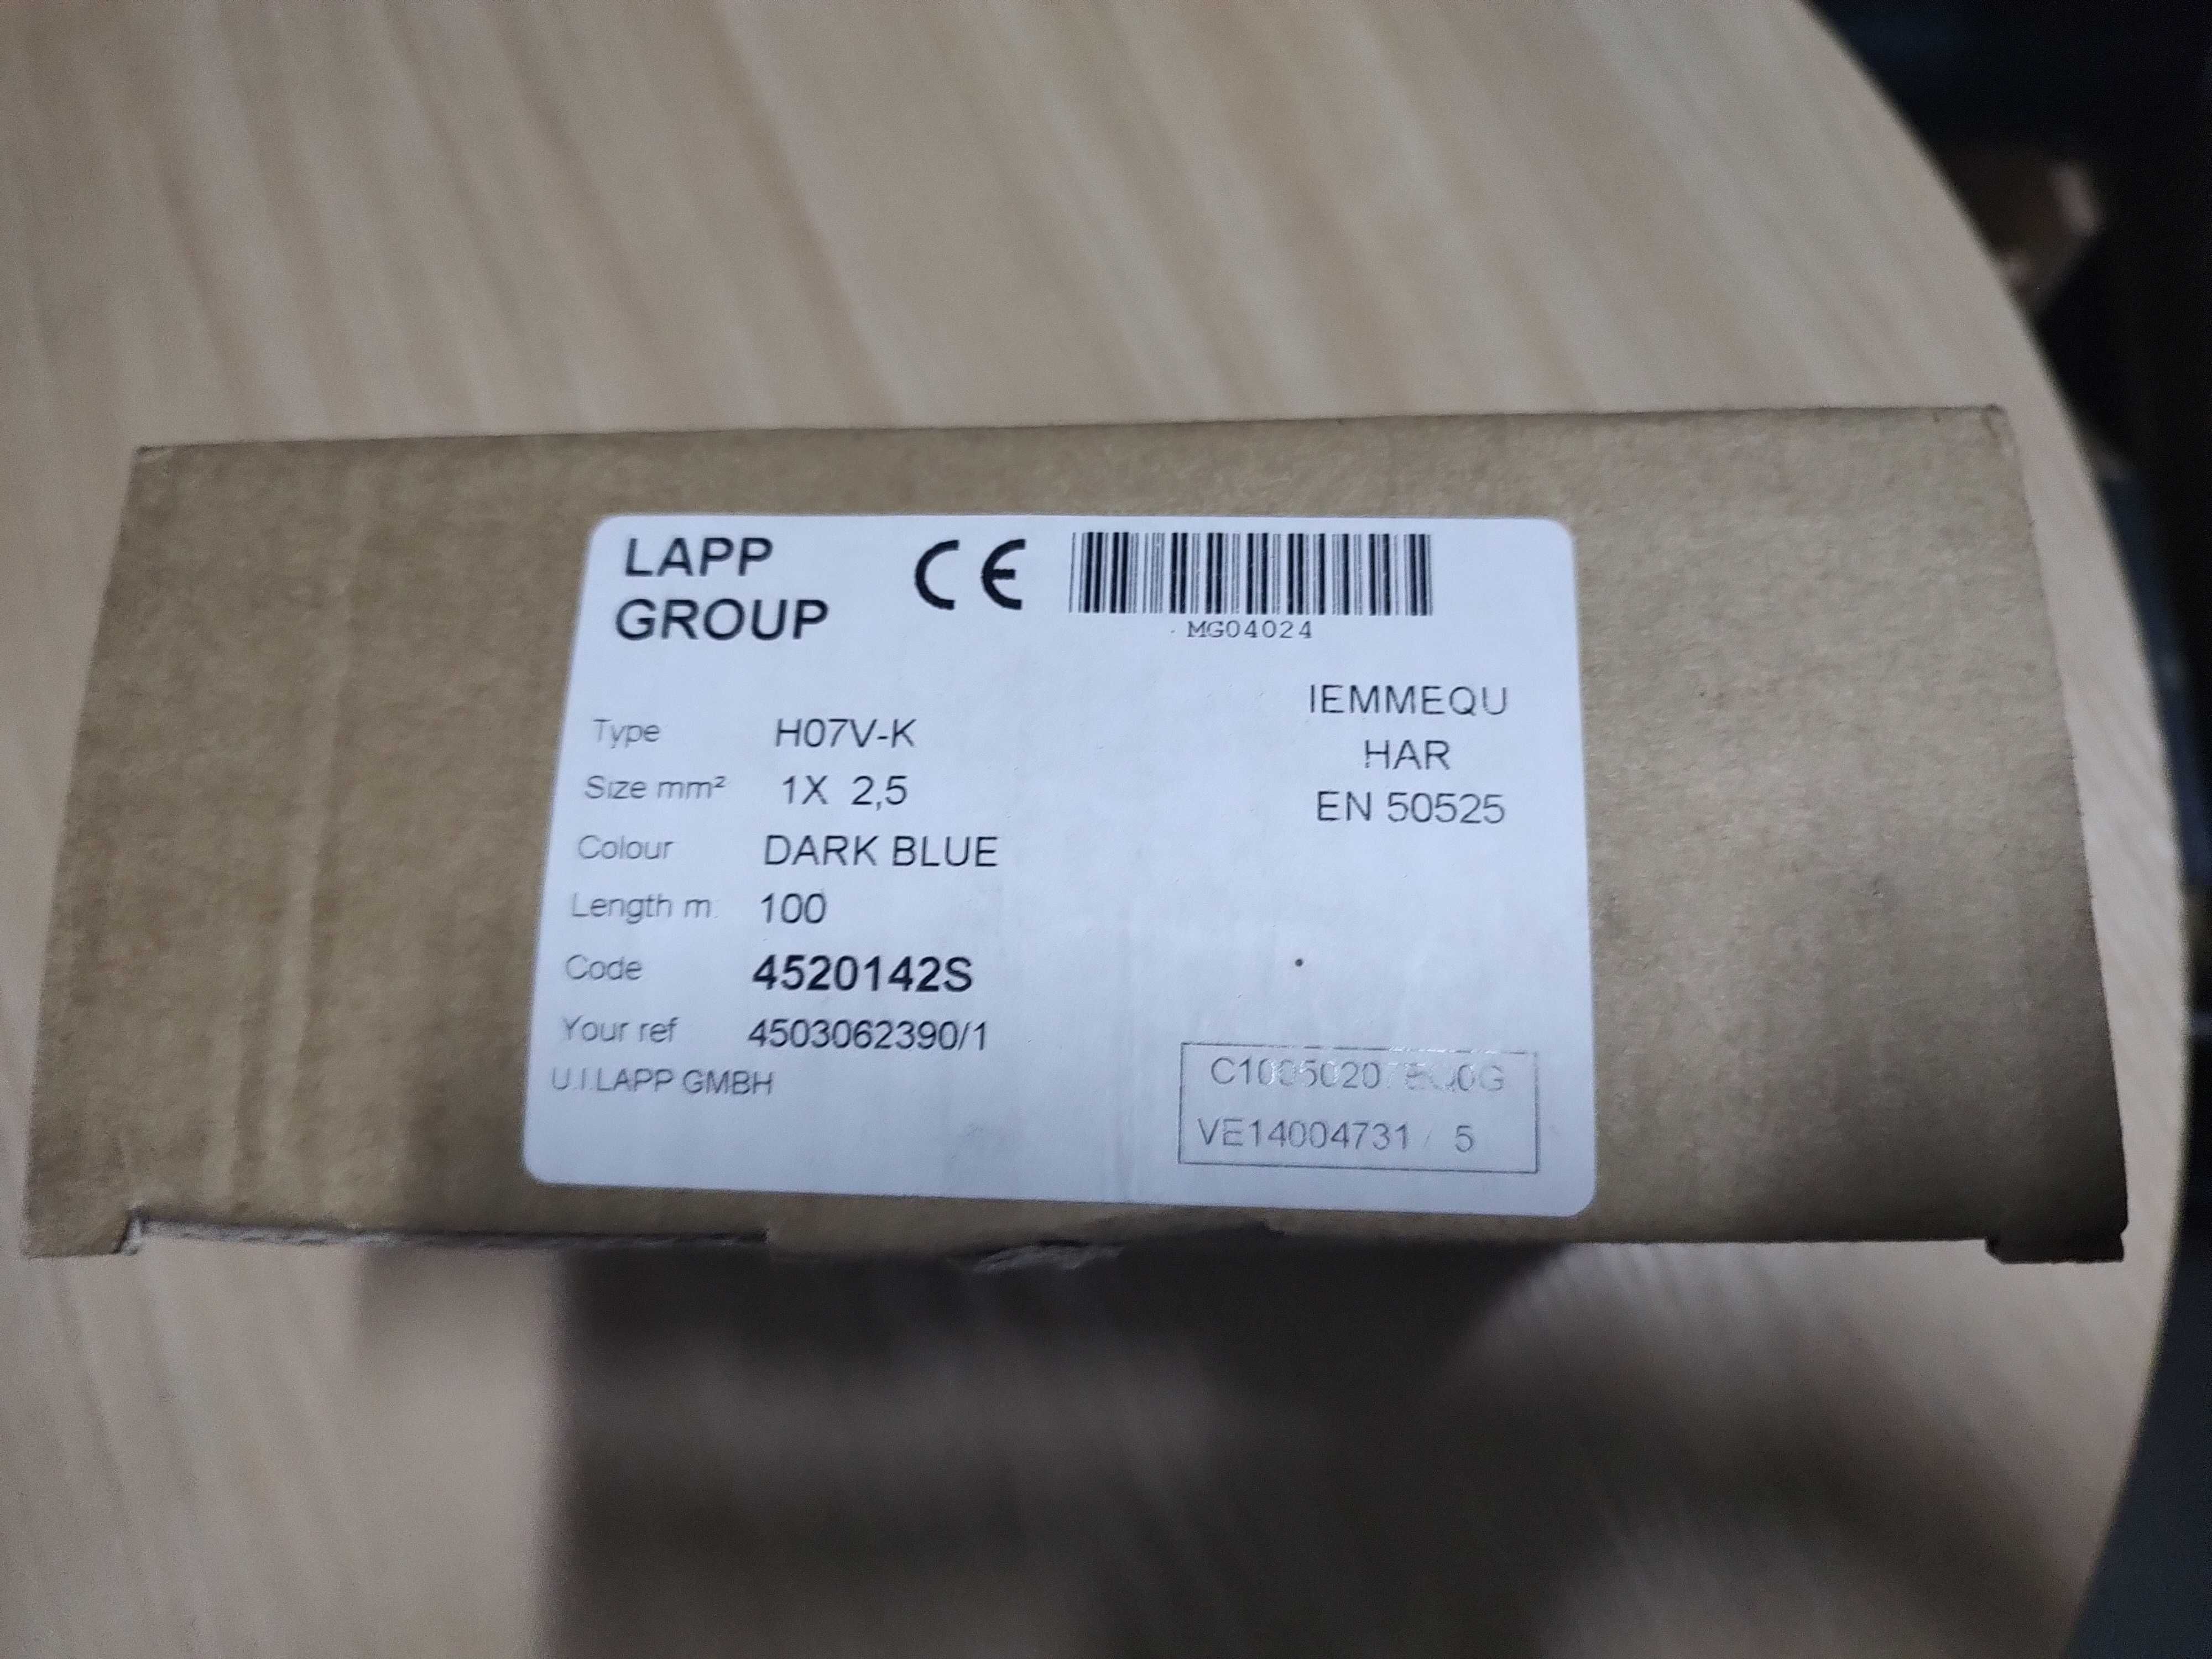 LAPP
GROUP
CE
MG04024
IEMMEQU
HAR
EN 50525
Type H07V-K
Size mm² 1X 2,5
Colour DARK BLUE
Length m 100
Code 4520142S
Your ref 4503062390/1
U.I.LAPP GMBH
VE14004731 / 5